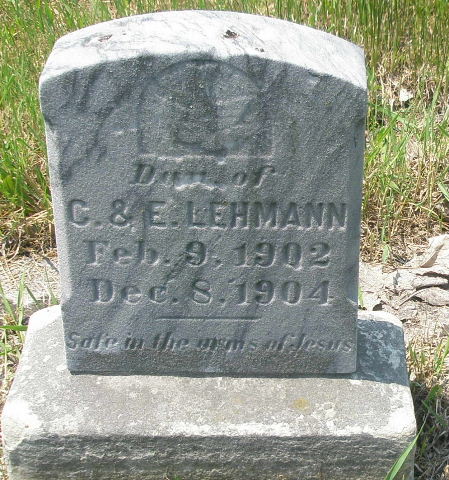 Dau. of
C. & E. LEHMANN
Feb. 9. 1902
Dec. 8. 1904
Safe in the arms of Jesus